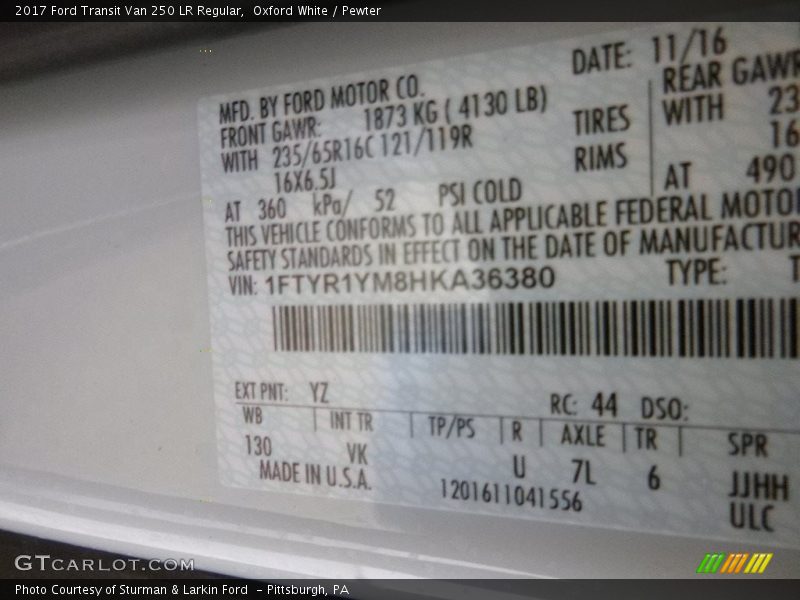 2017 Ford Transit Van 250 LR Regular,  Oxford White / Pewter
DATE: 11/16
MFD. BY FORD MOTOR CO.
FRONT GAWR: 1873 KG ( 4130 LB)
WITH 235/65R16C 121/119R TIRES
16X6.5J RIMS
AT 360 kPa/ 52 PSI COLD
REAR GAWR
WITH 23
16
AT 490
THIS VEHICLE CONFORMS TO ALL APPLICABLE FEDERAL MOTO
SAFETY STANDARDS IN EFFECT ON THE DATE OF MANUFACTUR
VIN: 1FTYR1YM8HKA36380 TYPE: T
EXT PNT: YZ RC: 44 DSO:
WB INT TR TP/PS R AXLE TR SPR
130 VK U 7L 6 JJHH
MADE IN U.S.A. 1201611041556 ULC
GTCARLOT.COM
Photo Courtesy of Sturman & Larkin Ford  - Pittsburgh, PA